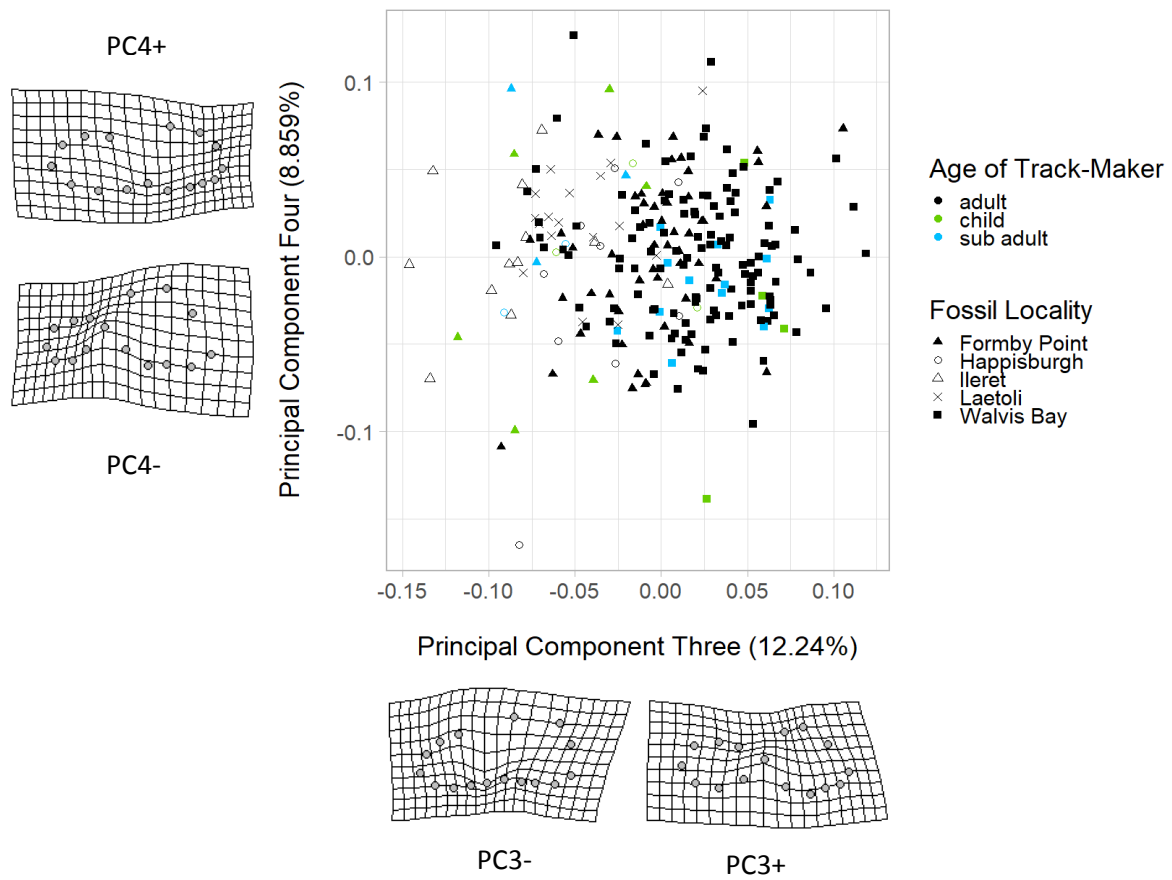 PC4+
PC4-
Principal Component Four (8.859%)
0.1
0.0
-0.1
-0.15
-0.10
-0.05
0.00
0.05
0.10
Principal Component Three (12.24%)
PC3-
PC3+
Age of Track-Maker
adult
child
sub adult
Fossil Locality
Formby Point
Happisburgh
Ileret
Laetoli
Walvis Bay